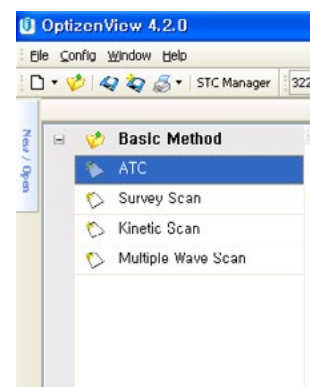 OptizenView 4.2.0
File Config Window Help
STC Manager 322
New / Open
Basic Method
ATC
Survey Scan
Kinetic Scan
Multiple Wave Scan